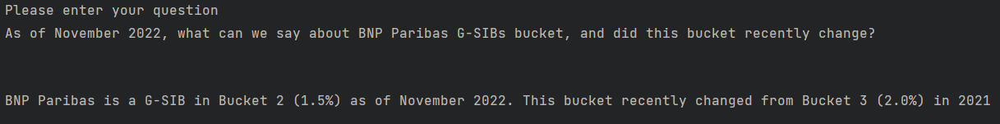 Please enter your question
As of November 2022, what can we say about BNP Paribas G-SIBs bucket, and did this bucket recently change?
BNP Paribas is a G-SIB in Bucket 2 (1.5%) as of November 2022. This bucket recently changed from Bucket 3 (2.0%) in 2021